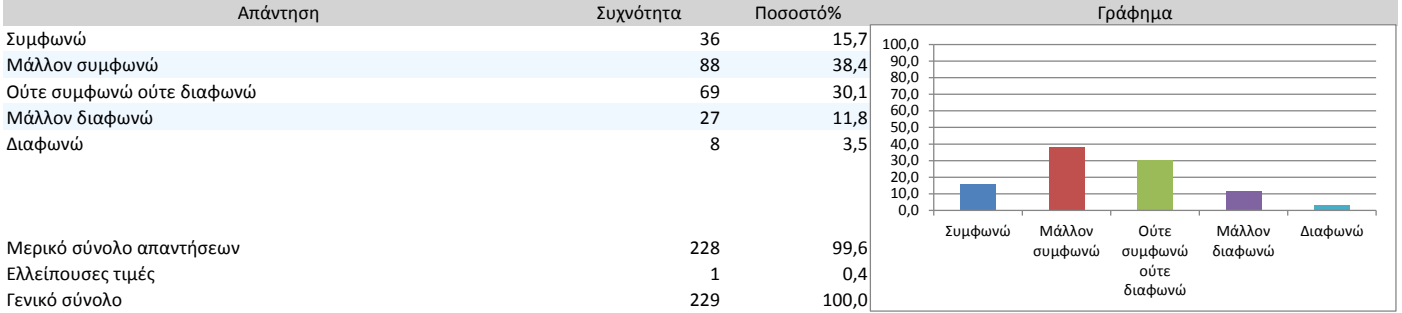 Απάντηση Συχνότητα Ποσοστό% Γράφημα
Συμφωνώ 36 15,7
Μάλλον συμφωνώ 88 38,4
Ούτε συμφωνώ ούτε διαφωνώ 69 30,1
Μάλλον διαφωνώ 27 11,8
Διαφωνώ 8 3,5
Μερικό σύνολο απαντήσεων 228 99,6
Ελλείπουσες τιμές 1 0,4
Γενικό σύνολο 229 100,0
100,0
90,0
80,0
70,0
60,0
50,0
40,0
30,0
20,0
10,0
0,0
Συμφωνώ Μάλλον Ούτε Μάλλον Διαφωνώ
συμφωνώ συμφωνώ διαφωνώ
ούτε
διαφωνώ